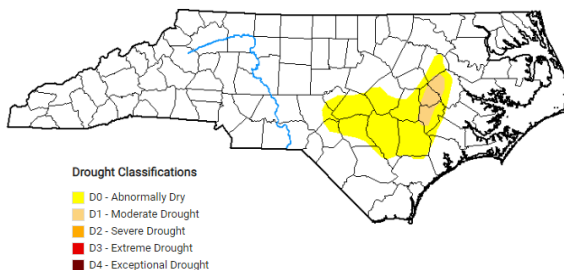 Drought Classifications
D0 - Abnormally Dry
D1 - Moderate Drought
D2 - Severe Drought
D3 - Extreme Drought
D4 - Exceptional Drought